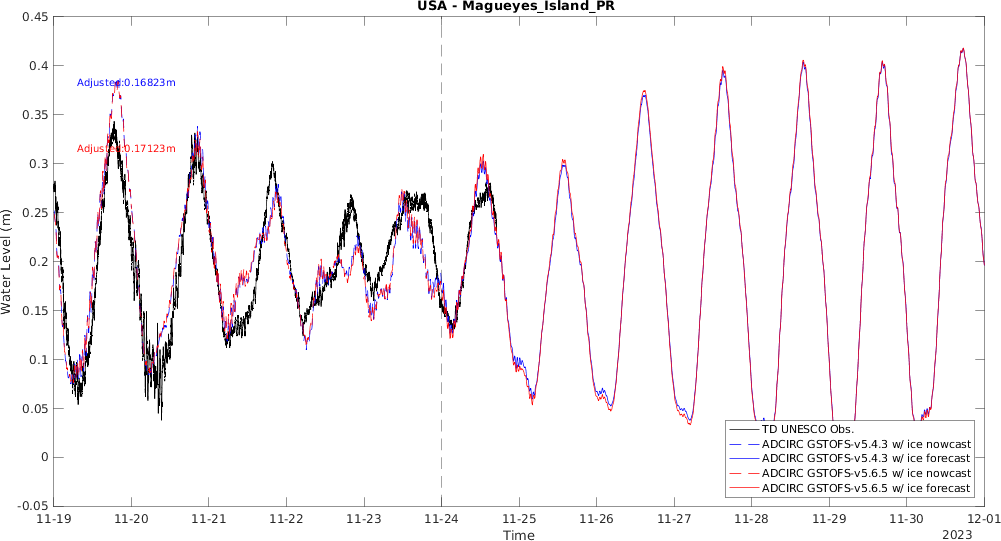 USA - Magueyes_Island_PR
0.45
0.4
0.35
0.3
0.25
0.2
0.15
0.1
0.05
0
-0.05
Water Level (m)
Adjusted:0.16823m
Adjusted:0.17123m
TD UNESCO Obs.
ADCIRC GSTOFS-v5.4.3 w/ ice nowcast
ADCIRC GSTOFS-v5.4.3 w/ ice forecast
ADCIRC GSTOFS-v5.6.5 w/ ice nowcast
ADCIRC GSTOFS-v5.6.5 w/ ice forecast
11-19 11-20 11-21 11-22 11-23 11-24 11-25 11-26 11-27 11-28 11-29 11-30 12-01
Time
2023